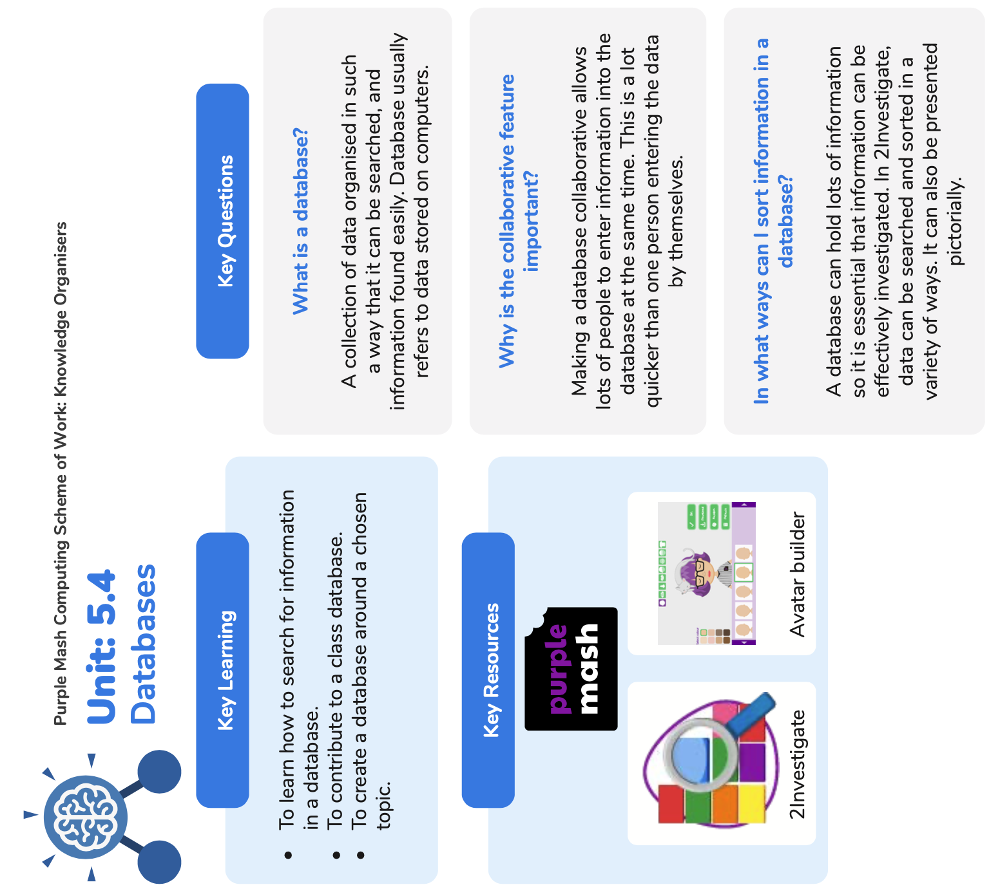 Purple Mash Computing Scheme of Work: Knowledge Organisers
Unit: 5.4
Databases
Key Learning
• To learn how to search for information
in a database.
• To contribute to a class database.
• To create a database around a chosen
topic.
Key Resources
purple
mash
2Investigate
Select colour
Avatar builder
Key Questions
What is a database?
A collection of data organised in such
a way that it can be searched, and
information found easily. Database usually
refers to data stored on computers.
Why is the collaborative feature
important?
Making a database collaborative allows
lots of people to enter information into the
database at the same time. This is a lot
quicker than one person entering the data
by themselves.
In what ways can I sort information in a
database?
A database can hold lots of information
so it is essential that information can be
effectively investigated. In 2Investigate,
data can be searched and sorted in a
variety of ways. It can also be presented
pictorially.